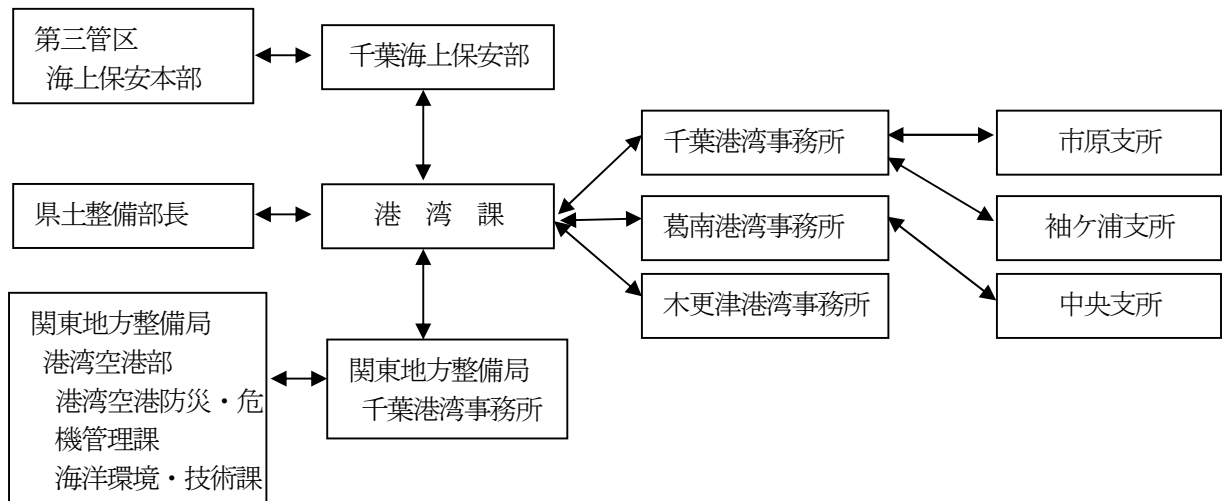 第三管区
海上保安本部
千葉海上保安部
千葉港湾事務所
市原支所
県土整備部長
港 湾 課
葛南港湾事務所
袖ケ浦支所
木更津港湾事務所
中央支所
関東地方整備局
港湾空港部
港湾空港防災・危
機管理課
海洋環境・技術課
関東地方整備局
千葉港湾事務所